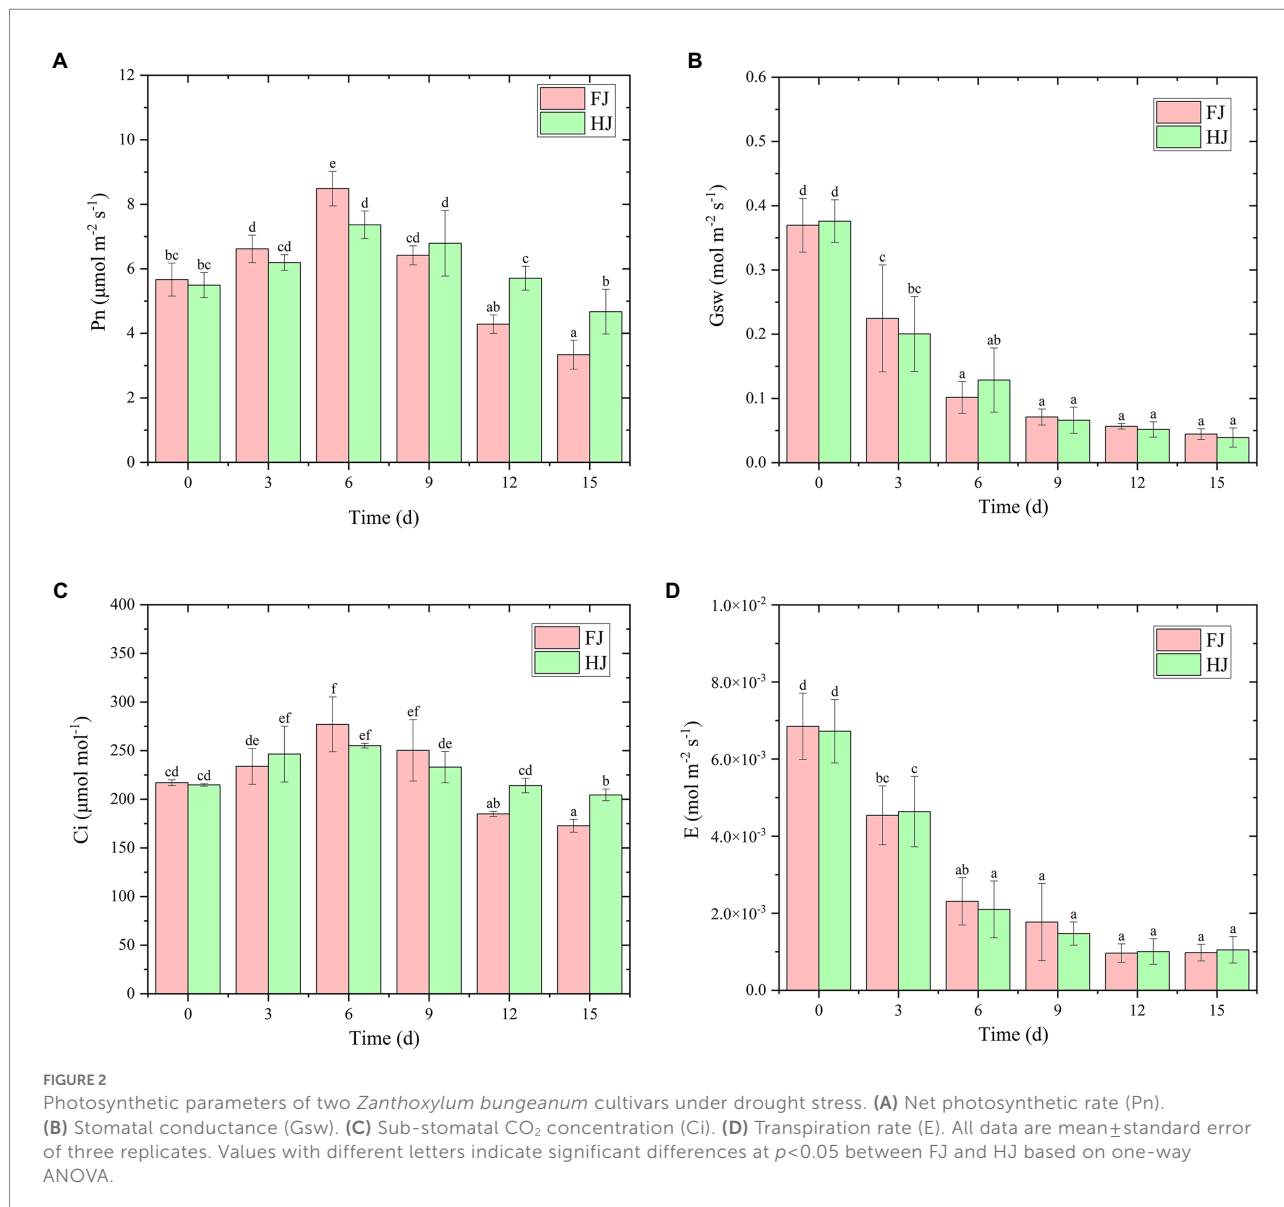 A
Pn (μmol m⁻² s⁻¹)
12
10
8
6
4
2
0
FJ
HJ
bc
bc
d
cd
e
d
cd
d
ab
c
a
b
0 3 6 9 12 15
Time (d)
B
Gsw (mol m⁻² s⁻¹)
0.6
0.5
0.4
0.3
0.2
0.1
0.0
FJ
HJ
d
d
c
bc
a
ab
a
a
a
a
a
a
0 3 6 9 12 15
Time (d)
C
Ci (μmol mol⁻¹)
400
350
300
250
200
150
100
50
0
FJ
HJ
cd
cd
de
ef
f
ef
ef
de
ab
cd
a
b
0 3 6 9 12 15
Time (d)
D
E (mol m⁻² s⁻¹)
1.0×10⁻²
8.0×10⁻³
6.0×10⁻³
4.0×10⁻³
2.0×10⁻³
0.0
FJ
HJ
d
d
bc
c
ab
a
a
a
a
a
a
a
0 3 6 9 12 15
Time (d)
FIGURE 2
Photosynthetic parameters of two Zanthoxylum bungeanum cultivars under drought stress. (A) Net photosynthetic rate (Pn).
(B) Stomatal conductance (Gsw). (C) Sub-stomatal CO₂ concentration (Ci). (D) Transpiration rate (E). All data are mean±standard error
of three replicates. Values with different letters indicate significant differences at p<0.05 between FJ and HJ based on one-way
ANOVA.